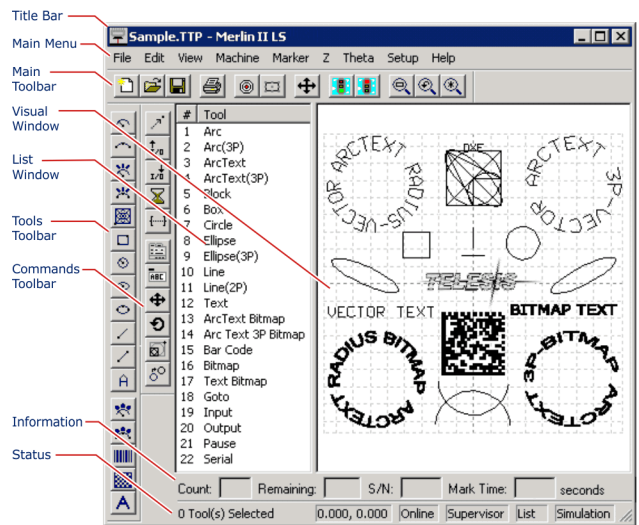 Title Bar
Sample.TTP - Merlin II LS
Main Menu
File Edit View Machine Marker Z Theta Setup Help
Main
Toolbar
Visual
Window
List
Window
Tools
Toolbar
Commands
Toolbar
Information
Status
# Tool
1 Arc
2 Arc(3P)
3 ArcText
4 ArcText(3P)
5 Block
6 Box
7 Circle
8 Ellipse
9 Ellipse(3P)
10 Line
11 Line(2P)
12 Text
13 ArcText Bitmap
14 Arc Text 3P Bitmap
15 Bar Code
16 Bitmap
17 Text Bitmap
18 Goto
19 Input
20 Output
21 Pause
22 Serial
ABC
A
A
VECTOR ARCTEXT RADIUS-VECTOR
DXF
VECTOR ARCTEXT 3P-
TELESIS
VECTOR TEXT
BITMAP TEXT
RADIUS BITMAP ARCTEXT
3P-BITMAP ARCTEXT
Count: Remaining: S/N: Mark Time: seconds
0 Tool(s) Selected 0.000, 0.000 Online Supervisor List Simulation